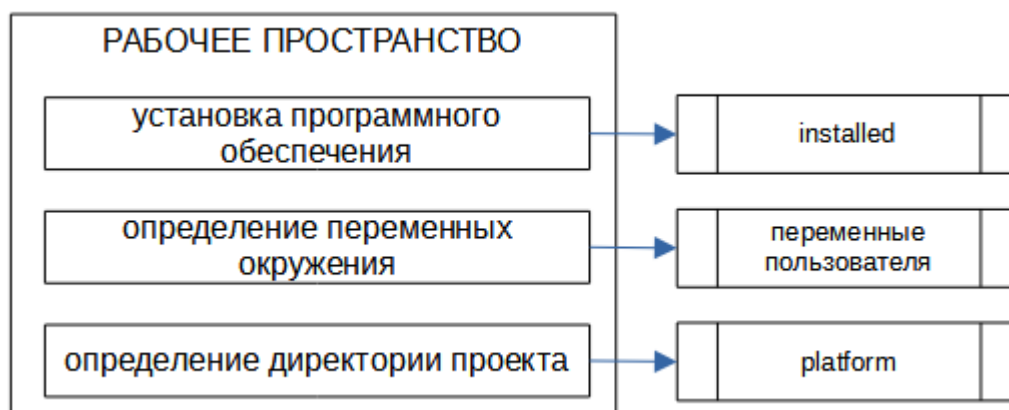 РАБОЧЕЕ ПРОСТРАНСТВО
установка программного
обеспечения
installed
определение переменных
окружения
переменные
пользователя
определение директории проекта
platform